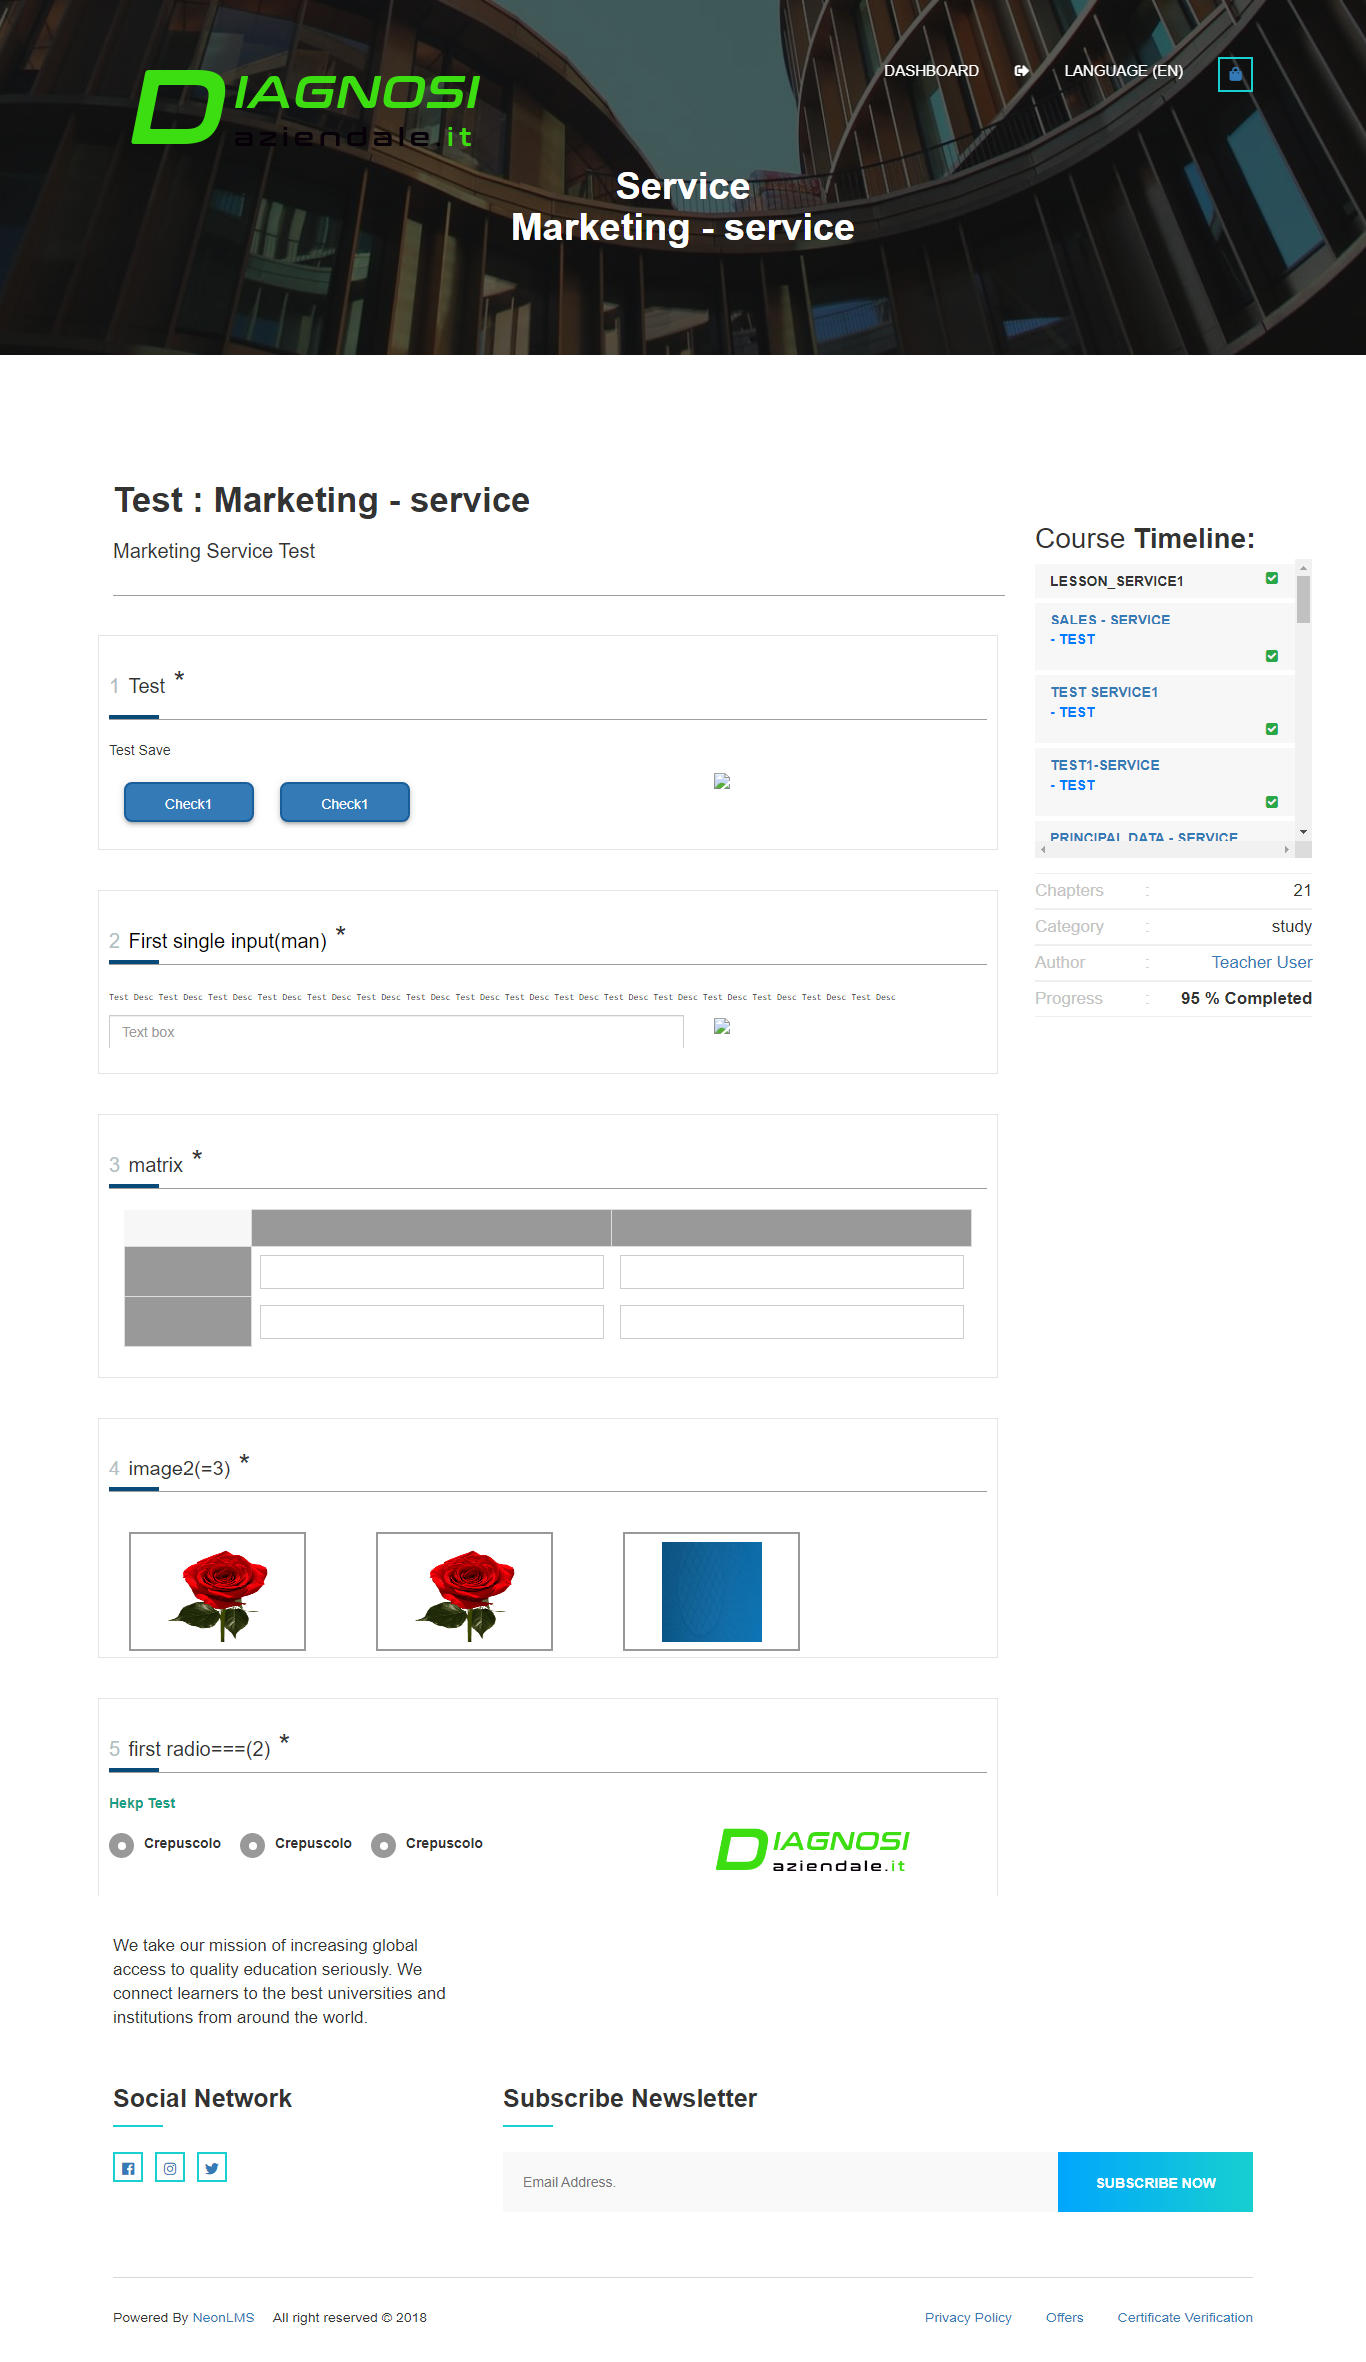 DIAGNOSI
aziendale.it
DASHBOARD
LANGUAGE (EN)
Service
Marketing - service
Test : Marketing - service
Marketing Service Test
1 Test *
Test Save
Check1
Check1
2 First single input(man) *
Test Desc Test Desc Test Desc Test Desc Test Desc Test Desc Test Desc Test Desc Test Desc Test Desc Test Desc Test Desc Test Desc Test Desc Test Desc Test Desc
Text box
3 matrix *
4 image2(=3) *
5 first radio===(2) *
Hekp Test
Crepuscolo
Crepuscolo
Crepuscolo
DIAGNOSI
aziendale.it
Course Timeline:
LESSON_SERVICE1
SALES - SERVICE
- TEST
TEST SERVICE1
- TEST
TEST1-SERVICE
- TEST
PRINCIPAL DATA - SERVICE
Chapters : 21
Category : study
Author : Teacher User
Progress : 95 % Completed
We take our mission of increasing global
access to quality education seriously. We
connect learners to the best universities and
institutions from around the world.
Social Network
Subscribe Newsletter
Email Address.
SUBSCRIBE NOW
Powered By NeonLMS
All right reserved © 2018
Privacy Policy
Offers
Certificate Verification